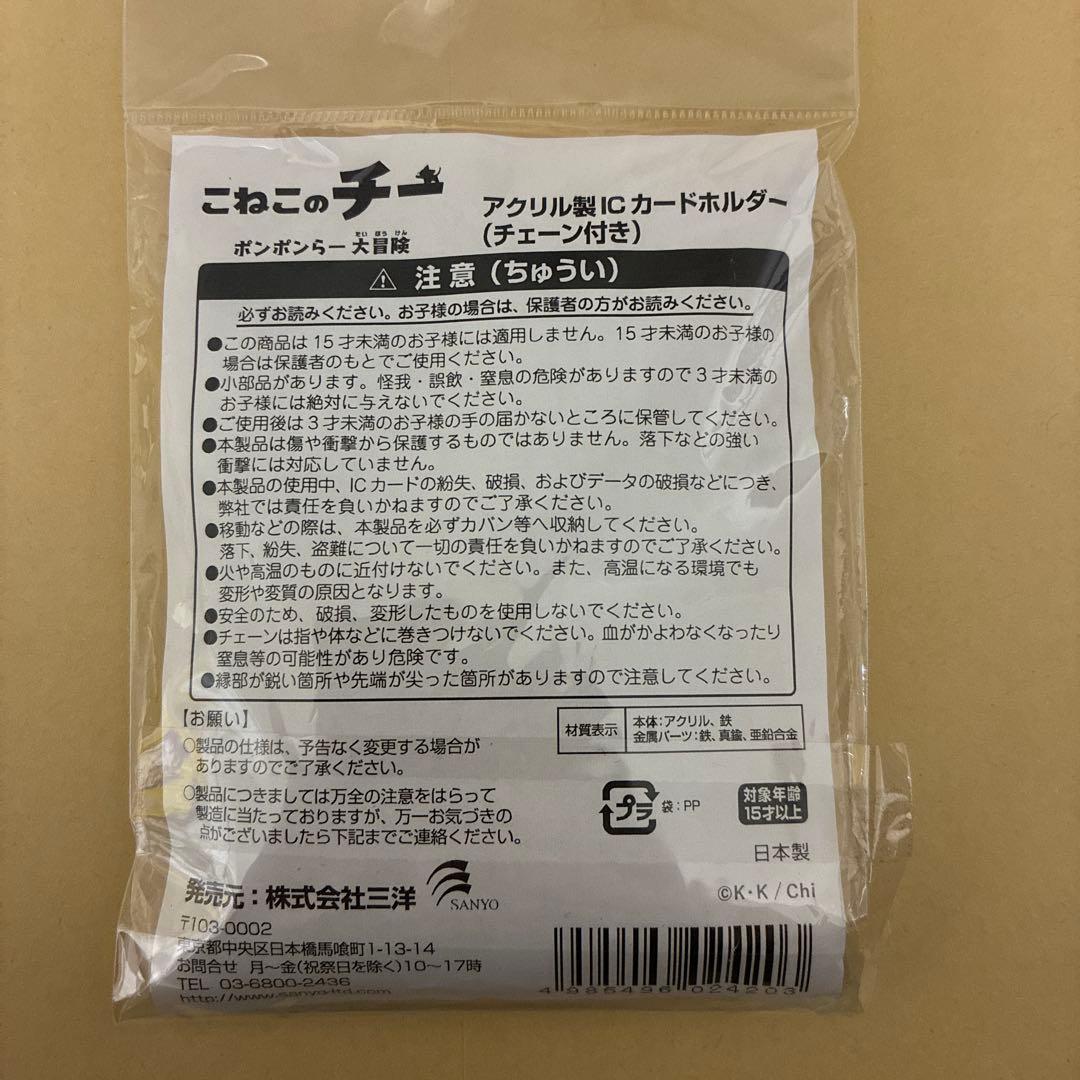 こねこのチー
ポンポンらー大冒険
だいぼうけん
アクリル製ICカードホルダー
(チェーン付き)
⚠ 注意(ちゅうい)
必ずお読みください。お子様の場合は、保護者の方がお読みください。
●この商品は15才未満のお子様には適用しません。15才未満のお子様の
場合は保護者のもとでご使用ください。
●小部品があります。怪我・誤飲・窒息の危険がありますので3才未満の
お子様には絶対に与えないでください。
●ご使用後は3才未満のお子様の手の届かないところに保管してください。
●本製品は傷や衝撃から保護するものではありません。落下などの強い
衝撃には対応していません。
●本製品の使用中、ICカードの紛失、破損、およびデータの破損などにつき、
弊社では責任を負いかねますのでご了承ください。
●移動などの際は、本製品を必ずカバン等へ収納してください。
落下、紛失、盗難について一切の責任を負いかねますのでご了承ください。
●火や高温のものに近付けないでください。また、高温になる環境でも
変形や変質の原因となります。
●安全のため、破損、変形したものを使用しないでください。
●チェーンは指や体などに巻きつけないでください。血がかよわなくなったり
窒息等の可能性があり危険です。
●縁部が鋭い箇所や先端が尖った箇所がありますので注意してください。
【お願い】
○製品の仕様は、予告なく変更する場合が
ありますのでご了承ください。
○製品につきましては万全の注意をはらって
製造に当たっておりますが、万一お気づきの
点がございましたら下記までご連絡ください。
材質表示
本体:アクリル、鉄
金属パーツ:鉄、真鍮、亜鉛合金
プラ
袋:PP
対象年齢
15才以上
日本製
©K・K/Chi
発売元:株式会社三洋
SANYO
〒103-0002
東京都中央区日本橋馬喰町1-13-14
お問合せ 月〜金(祝祭日を除く)10〜17時
TEL 03-6800-2436
http://www.sanyo-ltd.com
4985496024203